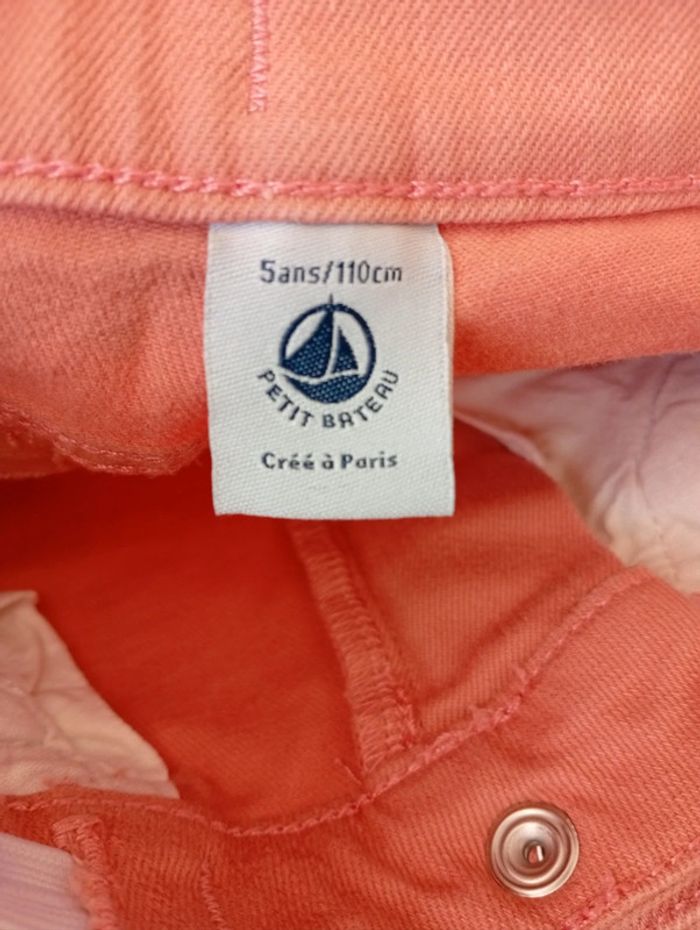 5ans/110cm
PETIT BATEAU
Créé à Paris